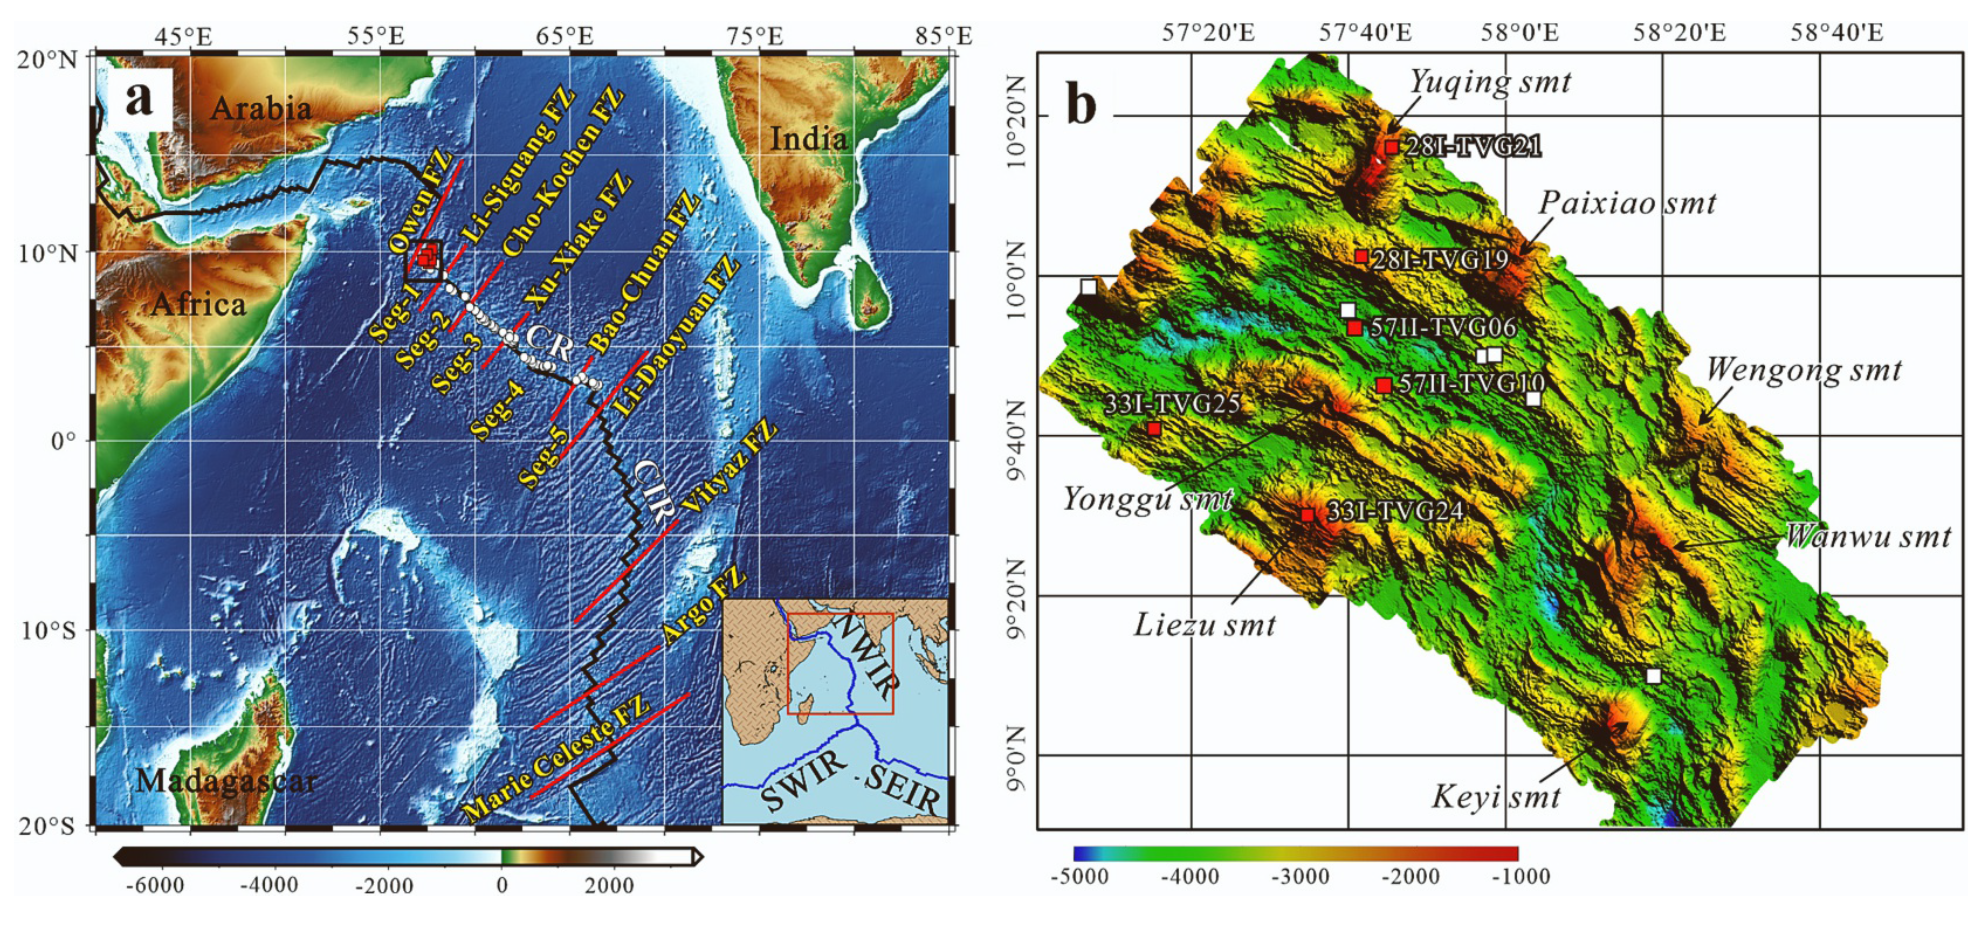 45°E
55°E
65°E
75°E
85°E
20°N
10°N
0°
10°S
20°S
a
Arabia
India
Africa
Madagascar
Owen FZ
Li-Siguang FZ
Cho-Kochen FZ
Xu-Xiake FZ
Bao-Chuan FZ
Li-Daoyuan FZ
Vityaz FZ
Argo FZ
Marie Celeste FZ
Seg-1
Seg-2
Seg-3
Seg-4
Seg-5
CR
CIR
NWIR
SWIR
SEIR
-6000
-4000
-2000
0
2000
57°20'E
57°40'E
58°0'E
58°20'E
58°40'E
10°20'N
10°0'N
9°40'N
9°20'N
9°0'N
b
Yuqing smt
28I-TVG21
Paixiao smt
28I-TVG19
57II-TVG06
Wengong smt
57II-TVG10
33I-TVG25
Yonggu smt
33I-TVG24
Wanwu smt
Liezu smt
Keyi smt
-5000
-4000
-3000
-2000
-1000